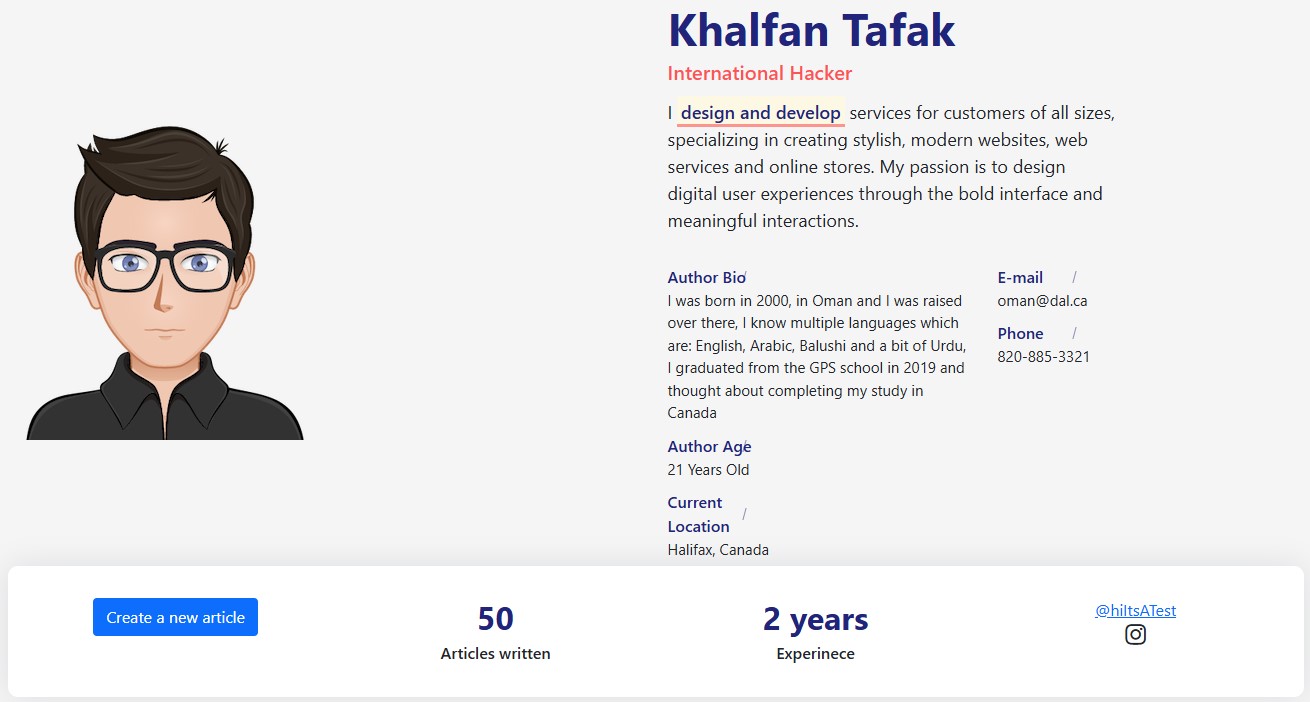 Khalfan Tafak
International Hacker
I design and develop services for customers of all sizes,
specializing in creating stylish, modern websites, web
services and online stores. My passion is to design
digital user experiences through the bold interface and
meaningful interactions.
Author Bio /
I was born in 2000, in Oman and I was raised
over there, I know multiple languages which
are: English, Arabic, Balushi and a bit of Urdu,
I graduated from the GPS school in 2019 and
thought about completing my study in
Canada
Author Age /
21 Years Old
Current
Location /
Halifax, Canada
E-mail /
oman@dal.ca
Phone /
820-885-3321
Create a new article
50
Articles written
2 years
Experinece
@hiItsATest